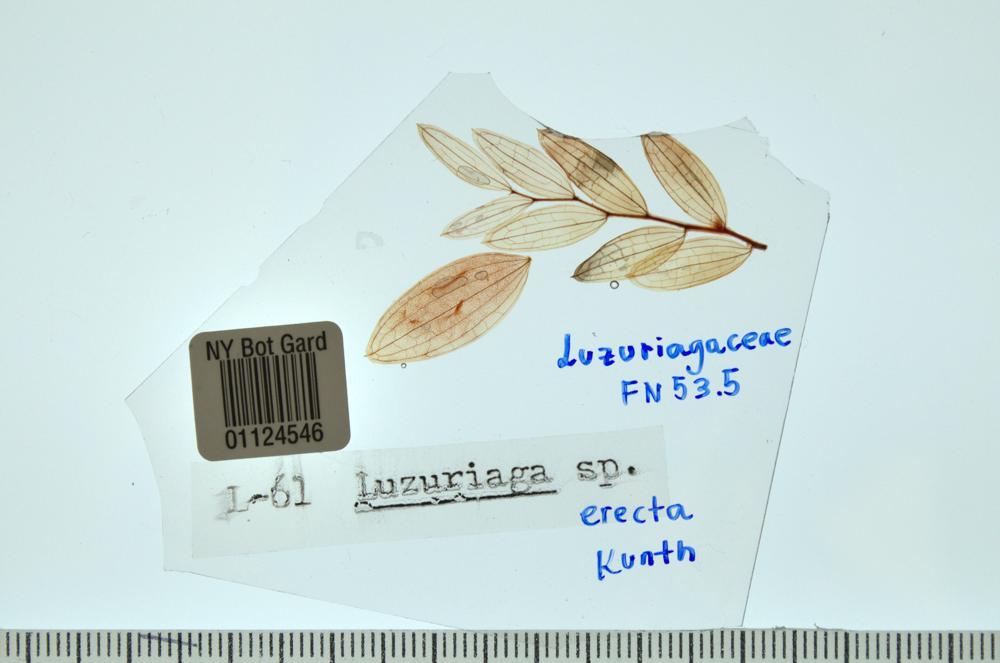 Luzuriagaceae
FN 53.5
NY Bot Gard
01124546
L-61 Luzuriaga sp.
erecta
Kunth